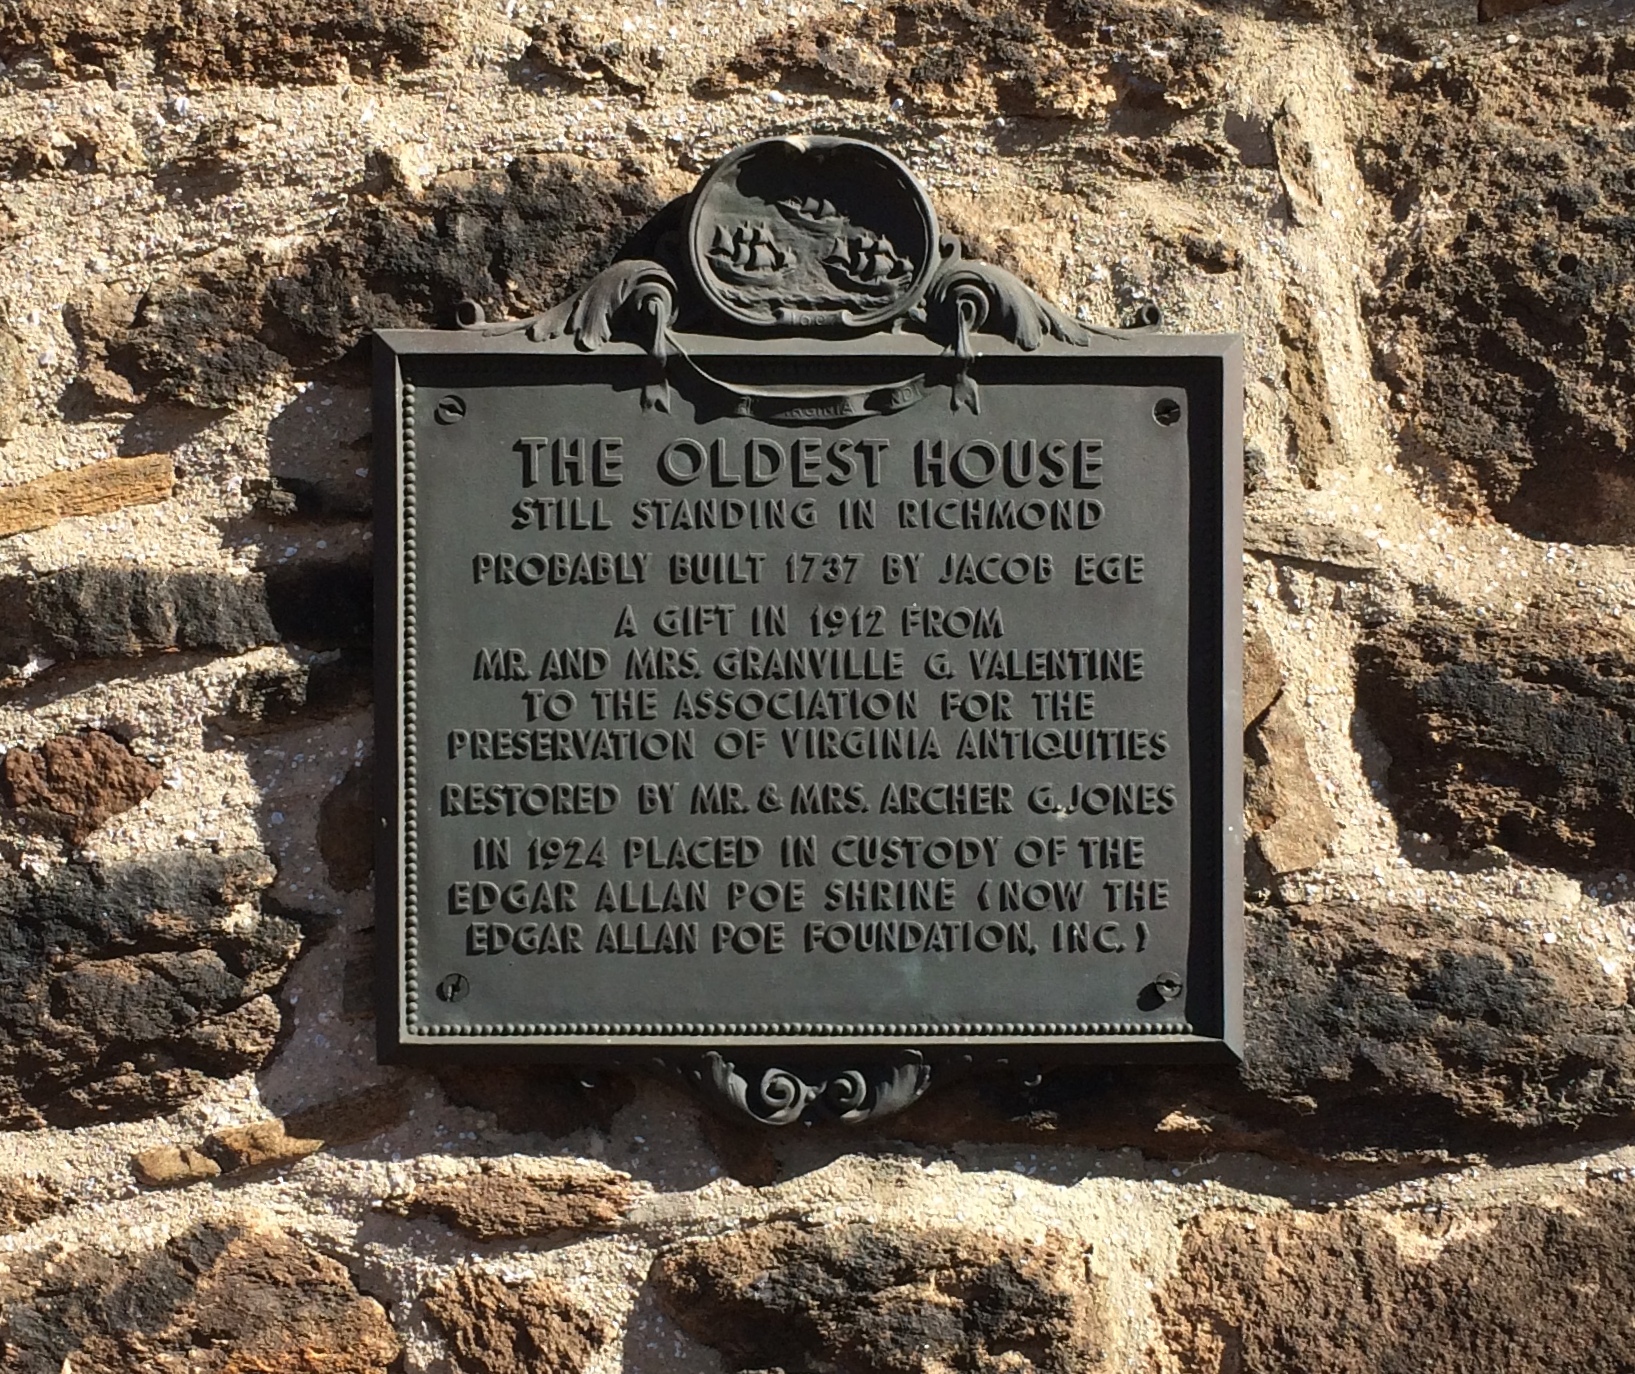 1607
VIRGINIA
THE OLDEST HOUSE
STILL STANDING IN RICHMOND
PROBABLY BUILT 1737 BY JACOB EGE
A GIFT IN 1912 FROM
MR. AND MRS. GRANVILLE G. VALENTINE
TO THE ASSOCIATION FOR THE
PRESERVATION OF VIRGINIA ANTIQUITIES
RESTORED BY MR. & MRS. ARCHER G. JONES
IN 1924 PLACED IN CUSTODY OF THE
EDGAR ALLAN POE SHRINE (NOW THE
EDGAR ALLAN POE FOUNDATION, INC.)